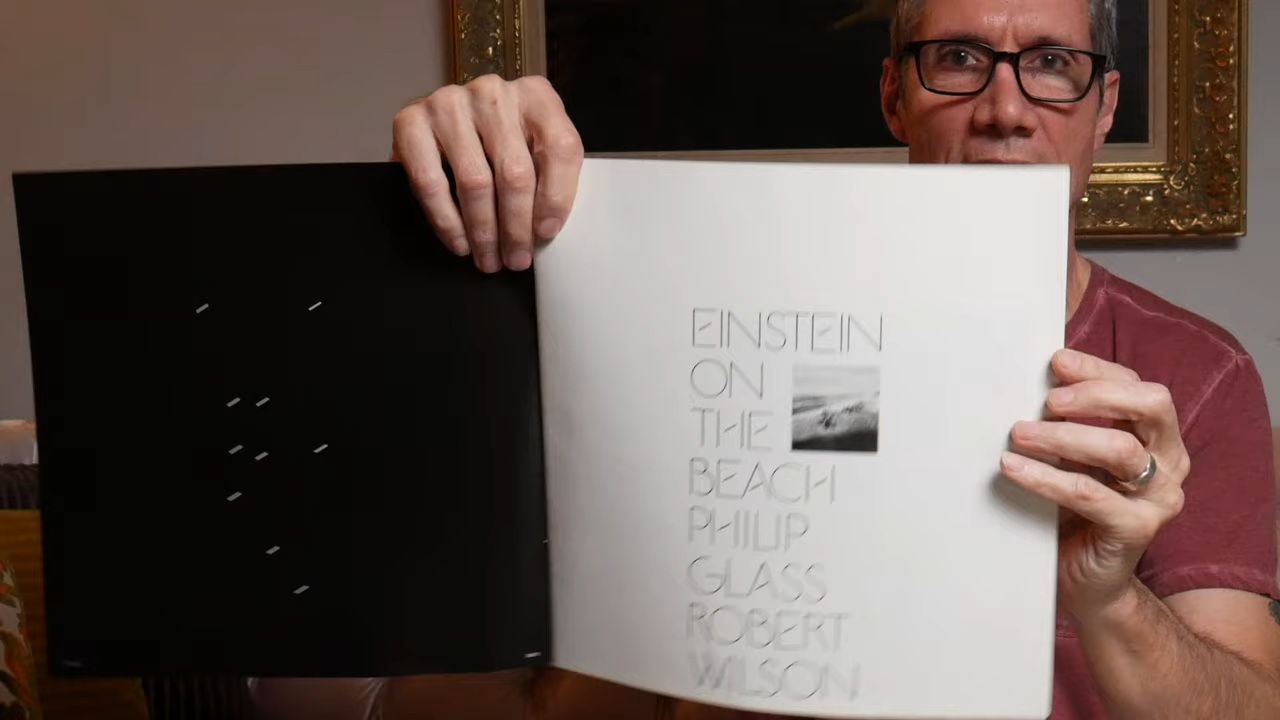 EINSTEIN
ON
THE
BEACH
PHILIP
GLASS
ROBERT
WILSON